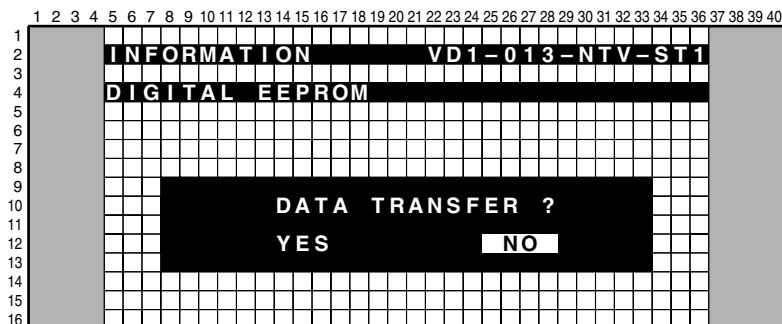 1 2 3 4 5 6 7 8 9 10 11 12 13 14 15 16 17 18 19 20 21 22 23 24 25 26 27 28 29 30 31 32 33 34 35 36 37 38 39 40
1
2 INFORMATION VD1-013-NTV-ST1
3
4 DIGITAL EEPROM
5
6
7
8
9
10 DATA TRANSFER ?
11
12 YES NO
13
14
15
16